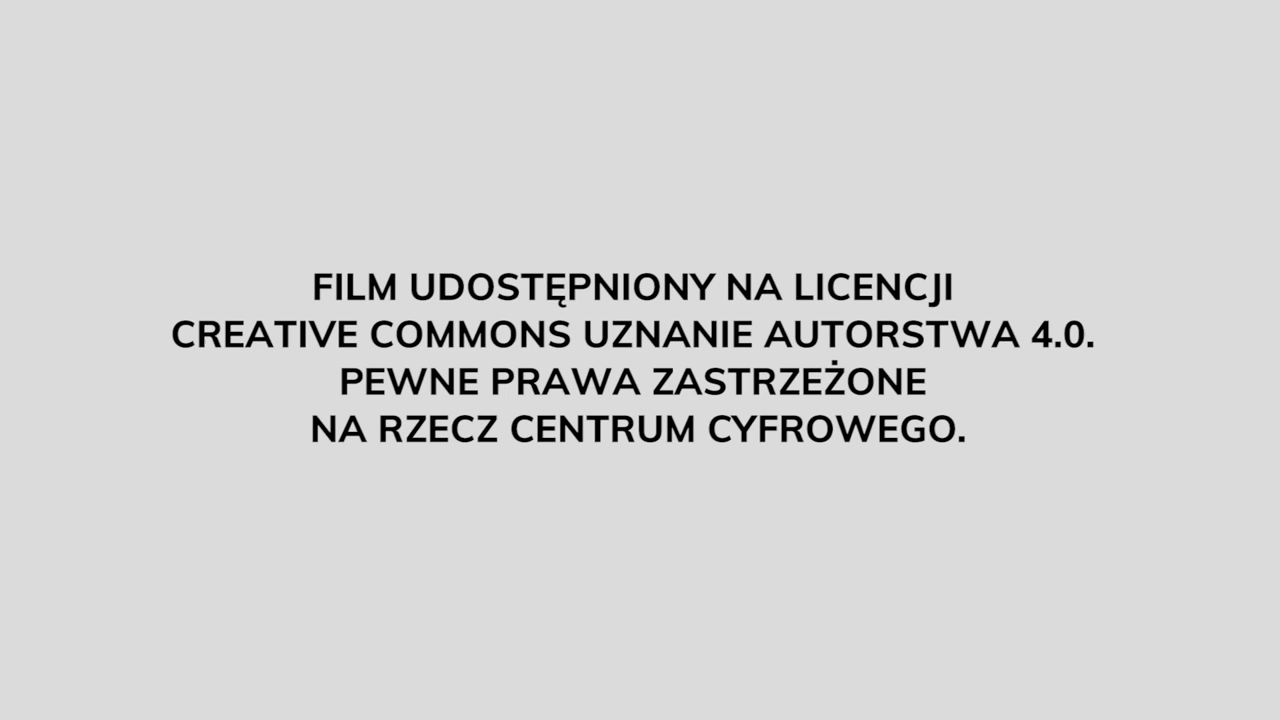 FILM UDOSTĘPNIONY NA LICENCJI
CREATIVE COMMONS UZNANIE AUTORSTWA 4.0.
PEWNE PRAWA ZASTRZEŻONE
NA RZECZ CENTRUM CYFROWEGO.